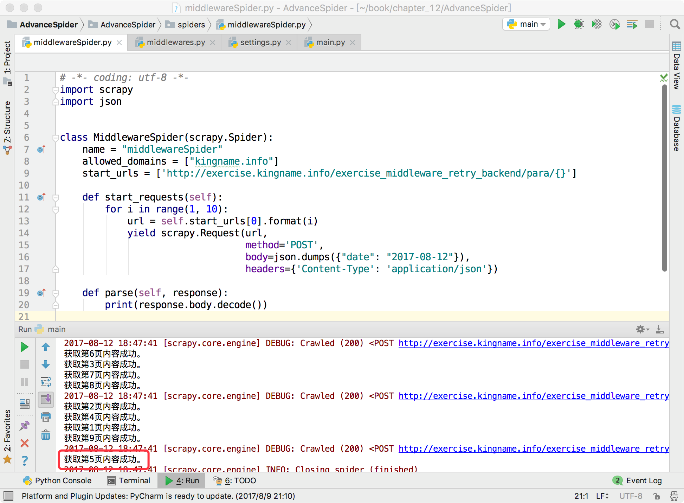 middlewareSpider.py - AdvanceSpider - [~/book/chapter_12/AdvanceSpider]
AdvanceSpider AdvanceSpider spiders middlewareSpider.py main
middlewareSpider.py middlewares.py settings.py main.py
1: Project
7: Structure
2: Favorites
Data View
Database
1 # -*- coding: utf-8 -*-
2 import scrapy
3 import json
4
5
6 class MiddlewareSpider(scrapy.Spider):
7 name = "middlewareSpider"
8 allowed_domains = ["kingname.info"]
9 start_urls = ['http://exercise.kingname.info/exercise_middleware_retry_backend/para/{}']
10
11 def start_requests(self):
12 for i in range(1, 10):
13 url = self.start_urls[0].format(i)
14 yield scrapy.Request(url,
15 method='POST',
16 body=json.dumps({"date": "2017-08-12"}),
17 headers={'Content-Type': 'application/json'})
18
19 def parse(self, response):
20 print(response.body.decode())
21
Run main
2017-08-12 18:47:41 [scrapy.core.engine] DEBUG: Crawled (200) <POST http://exercise.kingname.info/exercise_middleware_retry
获取第6页内容成功。
获取第3页内容成功。
获取第7页内容成功。
获取第8页内容成功。
2017-08-12 18:47:41 [scrapy.core.engine] DEBUG: Crawled (200) <POST http://exercise.kingname.info/exercise_middleware_retry
获取第2页内容成功。
获取第4页内容成功。
获取第1页内容成功。
获取第9页内容成功。
2017-08-12 18:47:41 [scrapy.core.engine] DEBUG: Crawled (200) <POST http://exercise.kingname.info/exercise_middleware_retry
获取第5页内容成功。
2017-08-12 18:47:41 [scrapy.core.engine] INFO: Closing spider (finished)
Python Console Terminal 4: Run 6: TODO 2 Event Log
Platform and Plugin Updates: PyCharm is ready to update. (2017/8/9 21:10) 21:1 LF: UTF-8